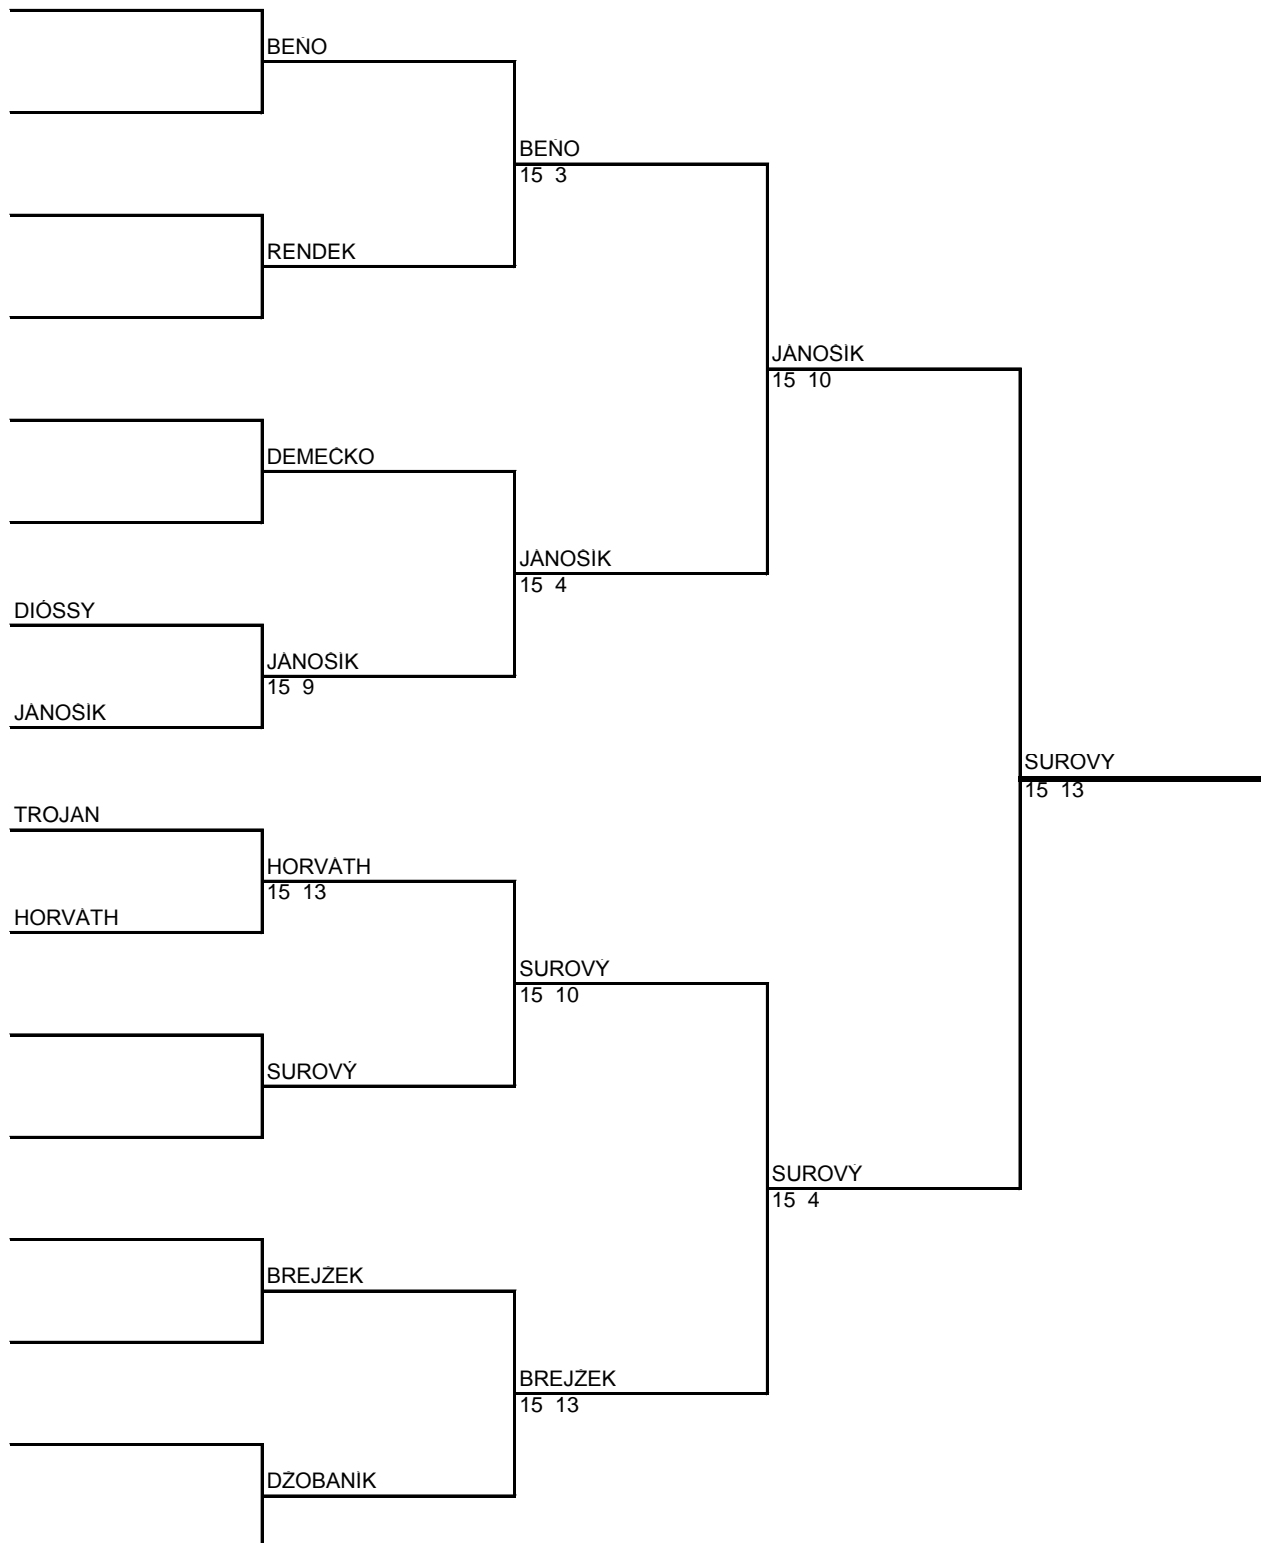 BEŇO
BEŇO
15 3
RENDEK
JÁNOŠÍK
15 10
DEMEČKO
JÁNOŠÍK
15 4
DIÓSSY
JÁNOŠÍK
15 9
JÁNOŠÍK
SUROVÝ
15 13
TROJAN
HORVÁTH
15 13
HORVÁTH
SUROVÝ
15 10
SUROVÝ
SUROVÝ
15 4
BREJŽEK
BREJŽEK
15 13
DŽOBANÍK